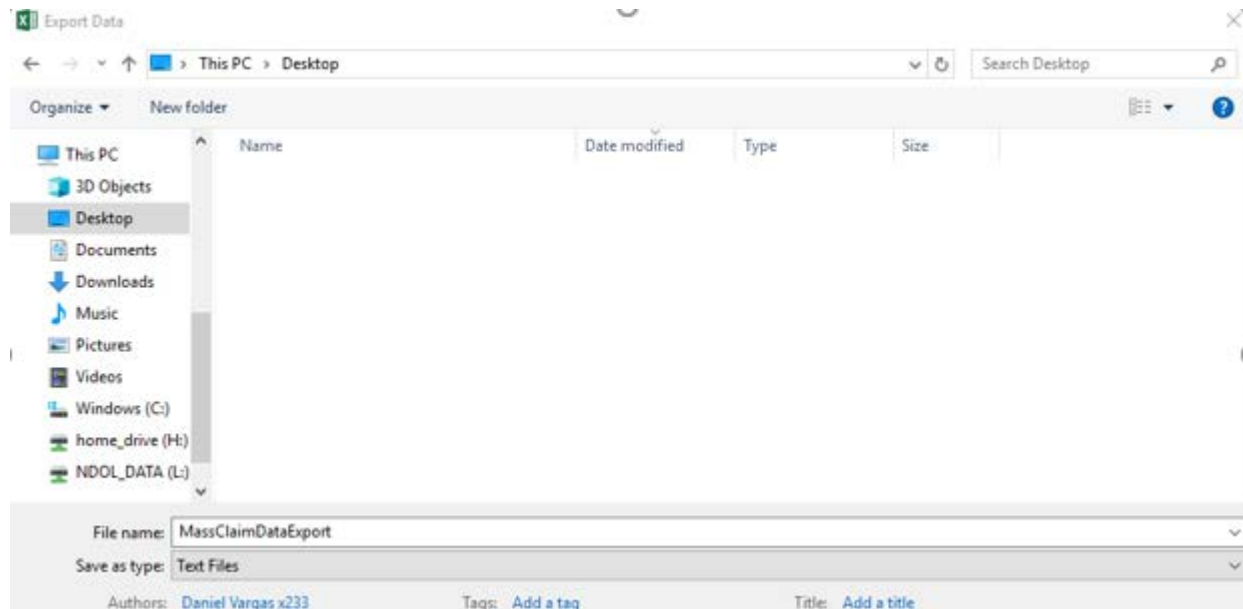 Export Data
This PC > Desktop
Search Desktop
Organize
New folder
Name
Date modified
Type
Size
This PC
3D Objects
Desktop
Documents
Downloads
Music
Pictures
Videos
Windows (C:)
home_drive (H:)
NDOL_DATA (L:)
File name: MassClaimDataExport
Save as type: Text Files
Authors: Daniel Vargas x233 Tags: Add a tag Title: Add a title